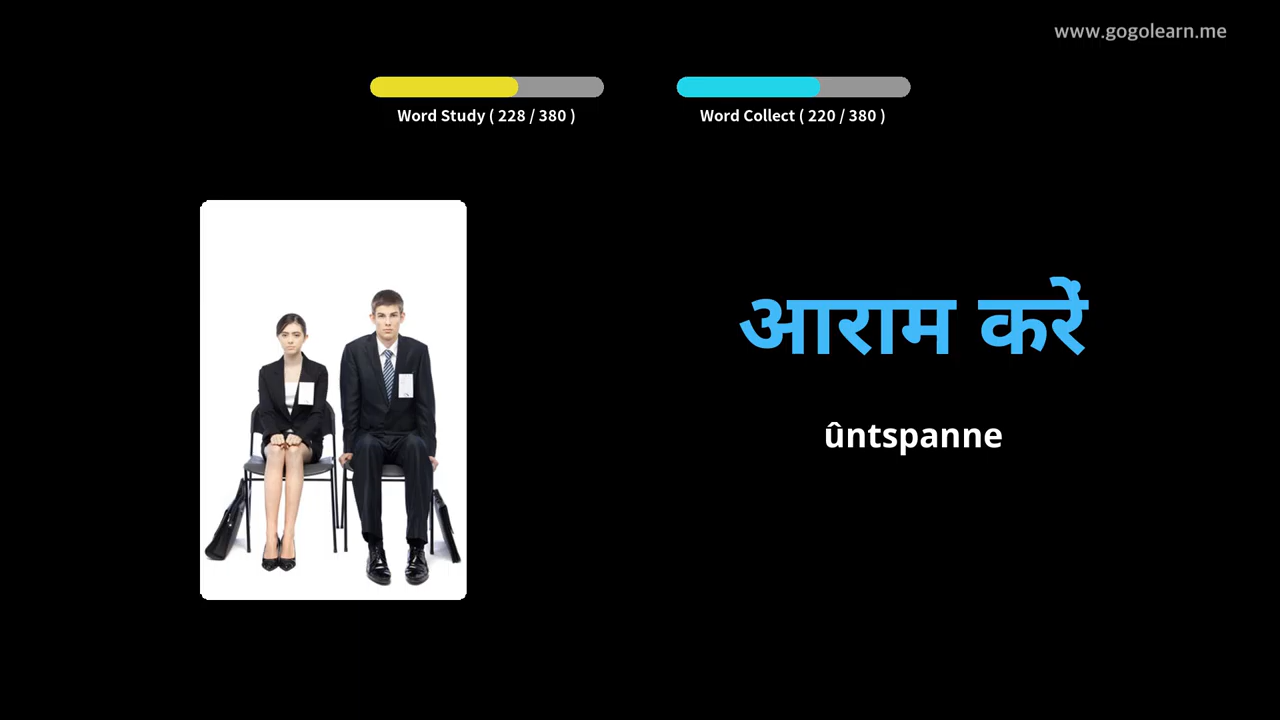 www.gogolearn.me
Word Study ( 228 / 380 )
Word Collect ( 220 / 380 )
आराम करें
ûntspanne